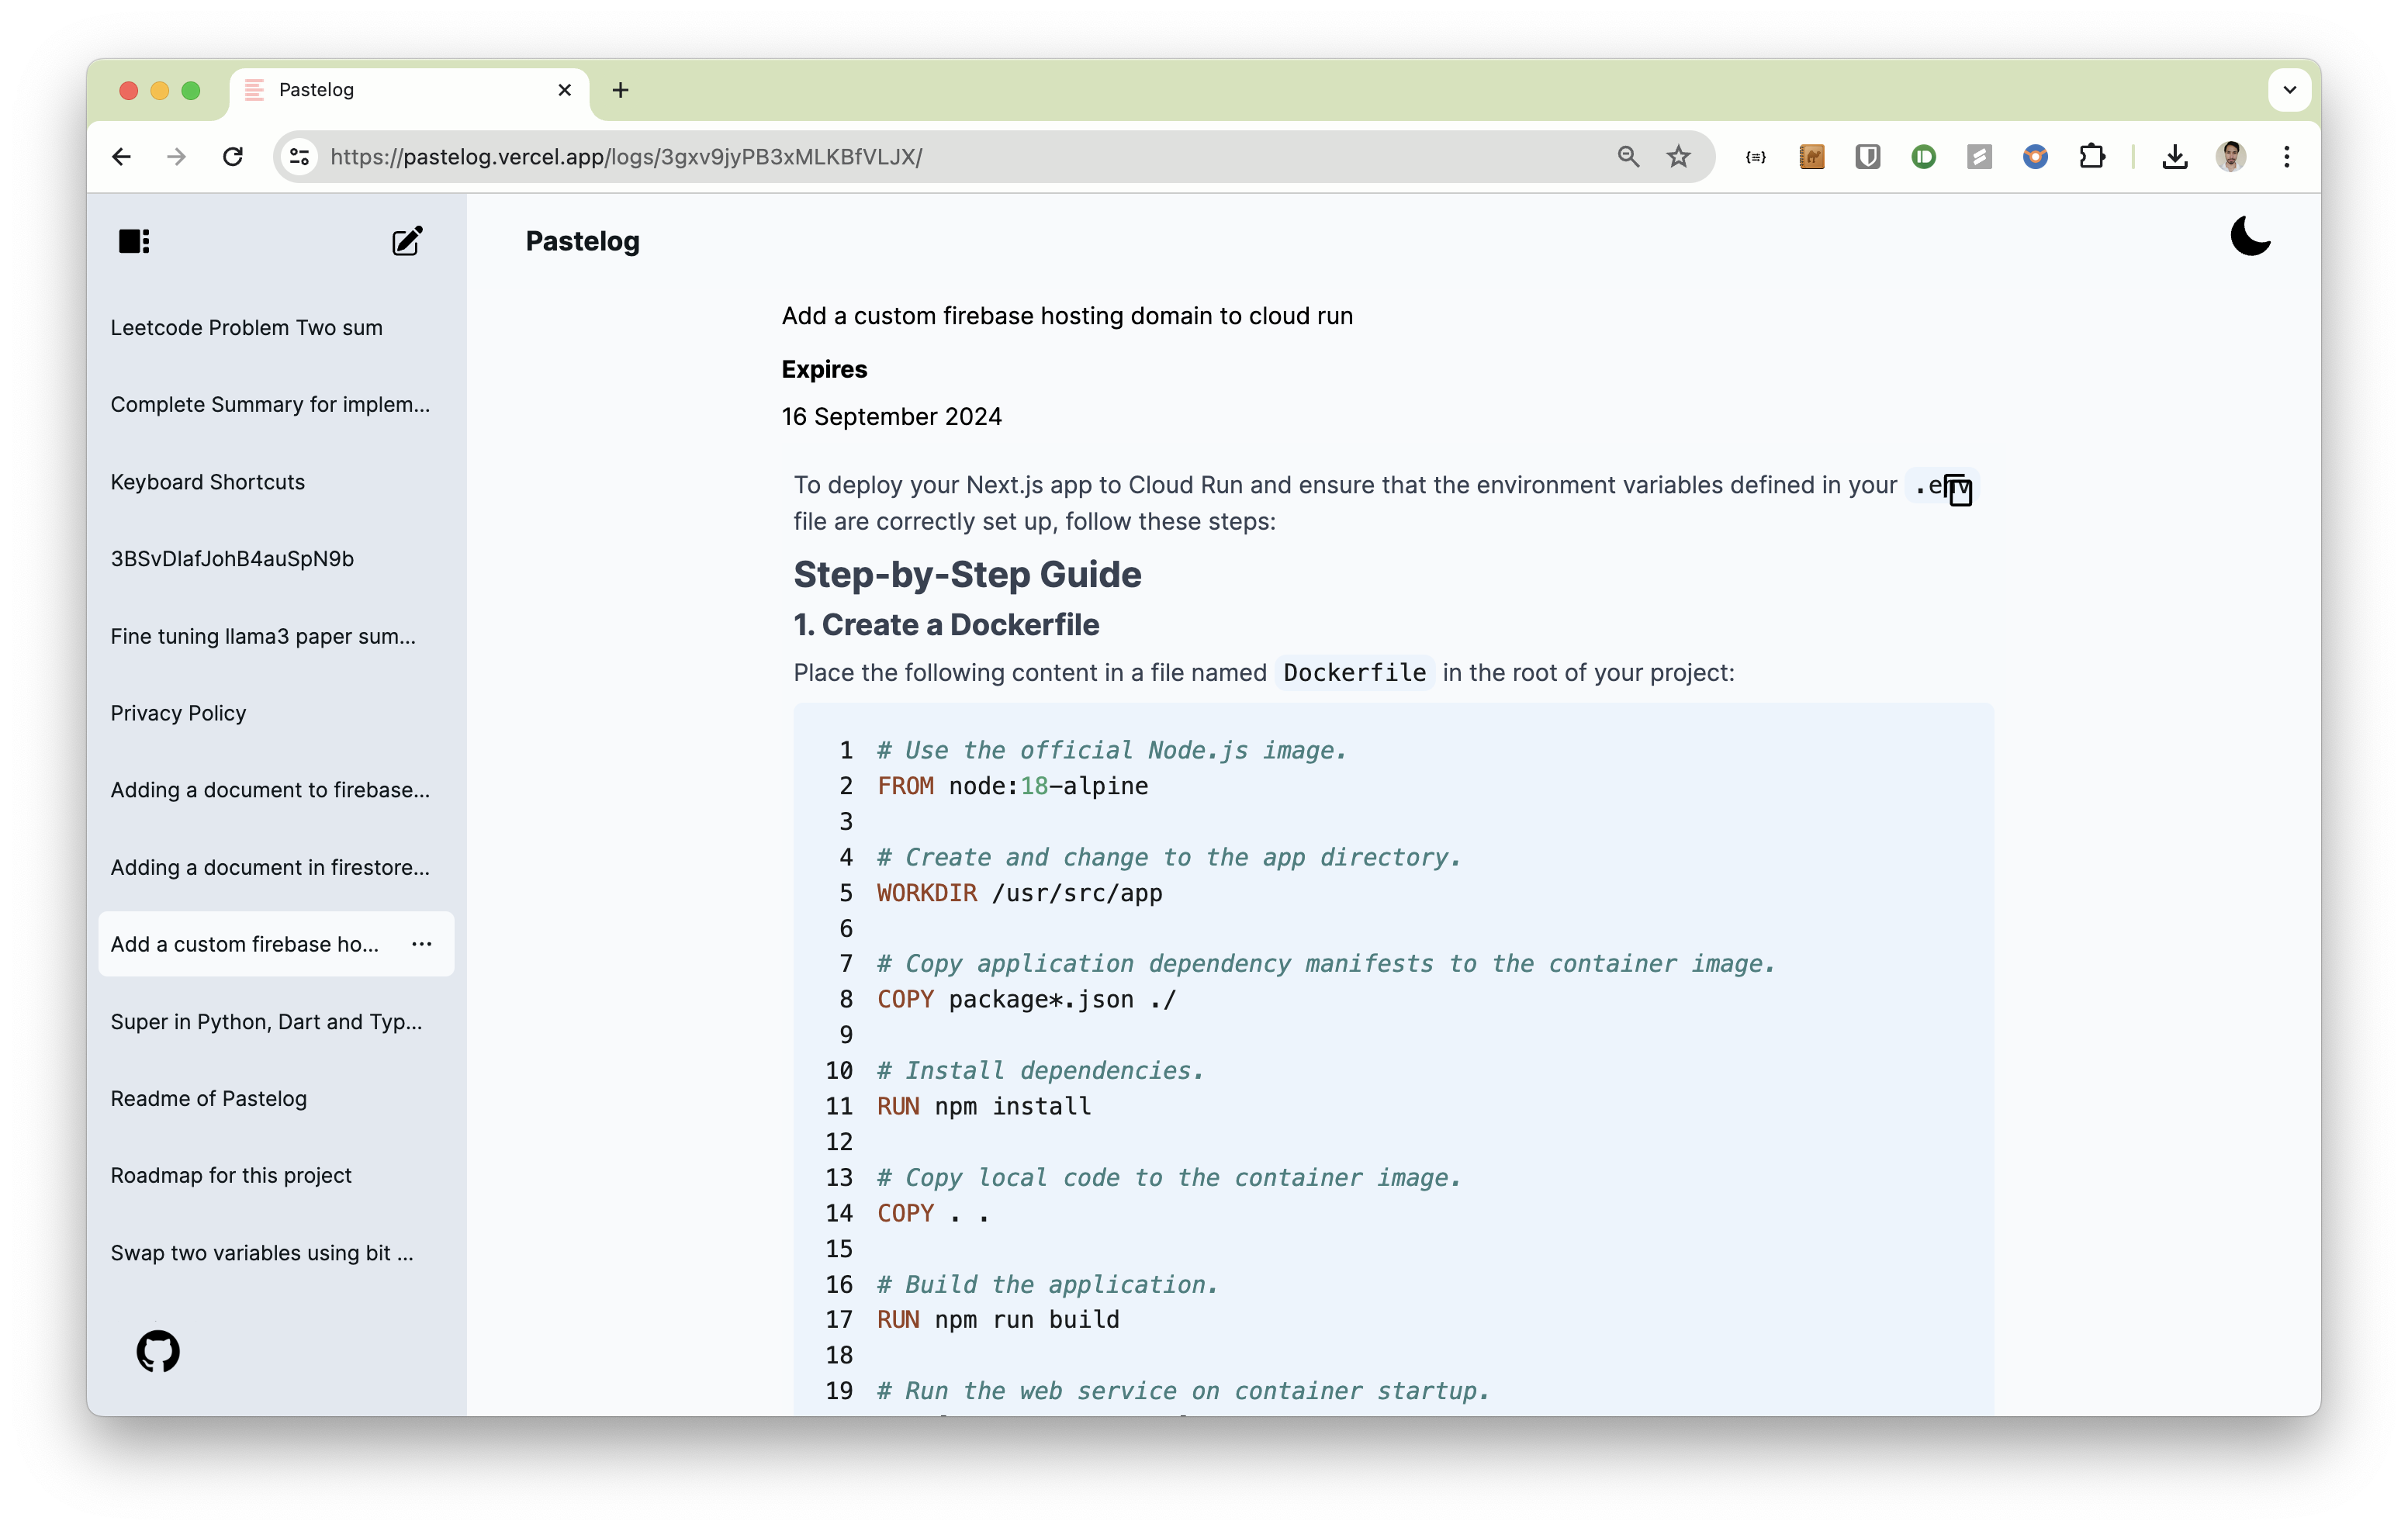 Pastelog
https://pastelog.vercel.app/logs/3gxv9jyPB3xMLKBfVLJX/
Leetcode Problem Two sum
Complete Summary for implem...
Keyboard Shortcuts
3BSvDIafJohB4auSpN9b
Fine tuning llama3 paper sum...
Privacy Policy
Adding a document to firebase...
Adding a document in firestore...
Add a custom firebase ho...
Super in Python, Dart and Typ...
Readme of Pastelog
Roadmap for this project
Swap two variables using bit ...
Pastelog
Add a custom firebase hosting domain to cloud run
Expires
16 September 2024
To deploy your Next.js app to Cloud Run and ensure that the environment variables defined in your .env
file are correctly set up, follow these steps:
Step-by-Step Guide
1. Create a Dockerfile
Place the following content in a file named Dockerfile in the root of your project:
1 # Use the official Node.js image.
2 FROM node:18-alpine
3
4 # Create and change to the app directory.
5 WORKDIR /usr/src/app
6
7 # Copy application dependency manifests to the container image.
8 COPY package*.json ./
9
10 # Install dependencies.
11 RUN npm install
12
13 # Copy local code to the container image.
14 COPY . .
15
16 # Build the application.
17 RUN npm run build
18
19 # Run the web service on container startup.